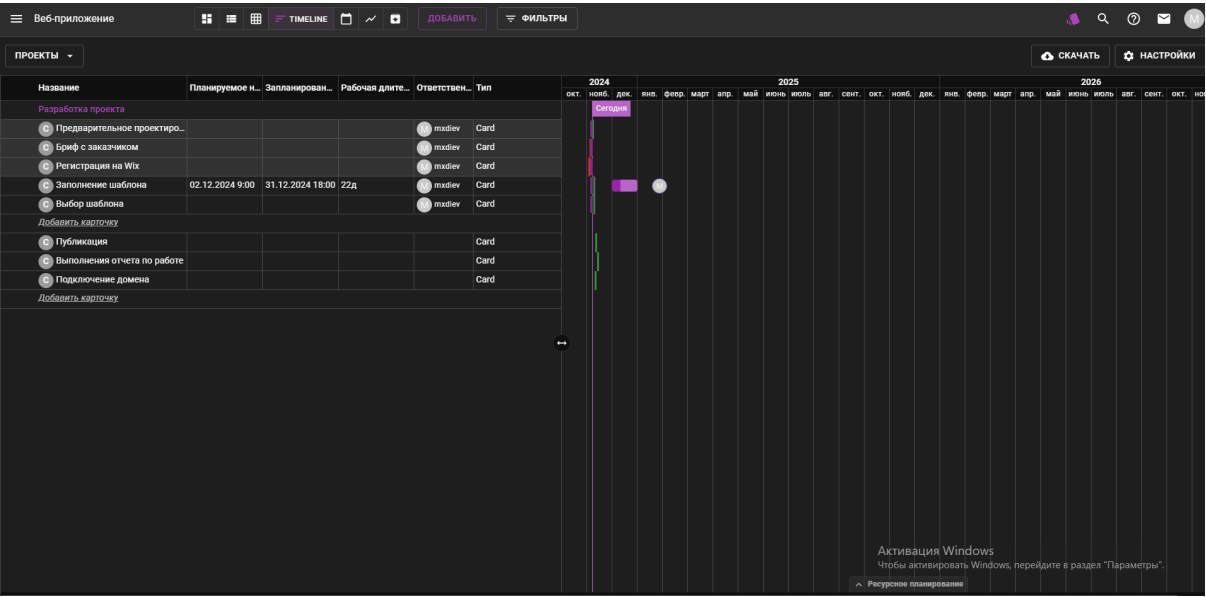 Веб-приложение
TIMELINE
ДОБАВИТЬ
ФИЛЬТРЫ
M
ПРОЕКТЫ
СКАЧАТЬ
НАСТРОЙКИ
Название Планируемое н... Запланирован... Рабочая длите... Ответствен... Тип
2024 2025 2026
окт. нояб. дек. янв. февр. март апр. май июнь июль авг. сент. окт. нояб. дек. янв. февр. март апр. май июнь июль авг. сент. окт. но
Разработка проекта
Сегодня
C Предварительное проектиро... M mxdiev Card
C Бриф с заказчиком M mxdiev Card
C Регистрация на Wix M mxdiev Card
C Заполнение шаблона 02.12.2024 9:00 31.12.2024 18:00 22д M mxdiev Card M
C Выбор шаблона M mxdiev Card
Добавить карточку
C Публикация Card
C Выполнения отчета по работе Card
C Подключение домена Card
Добавить карточку
Активация Windows
Чтобы активировать Windows, перейдите в раздел "Параметры".
Ресурсное планирование